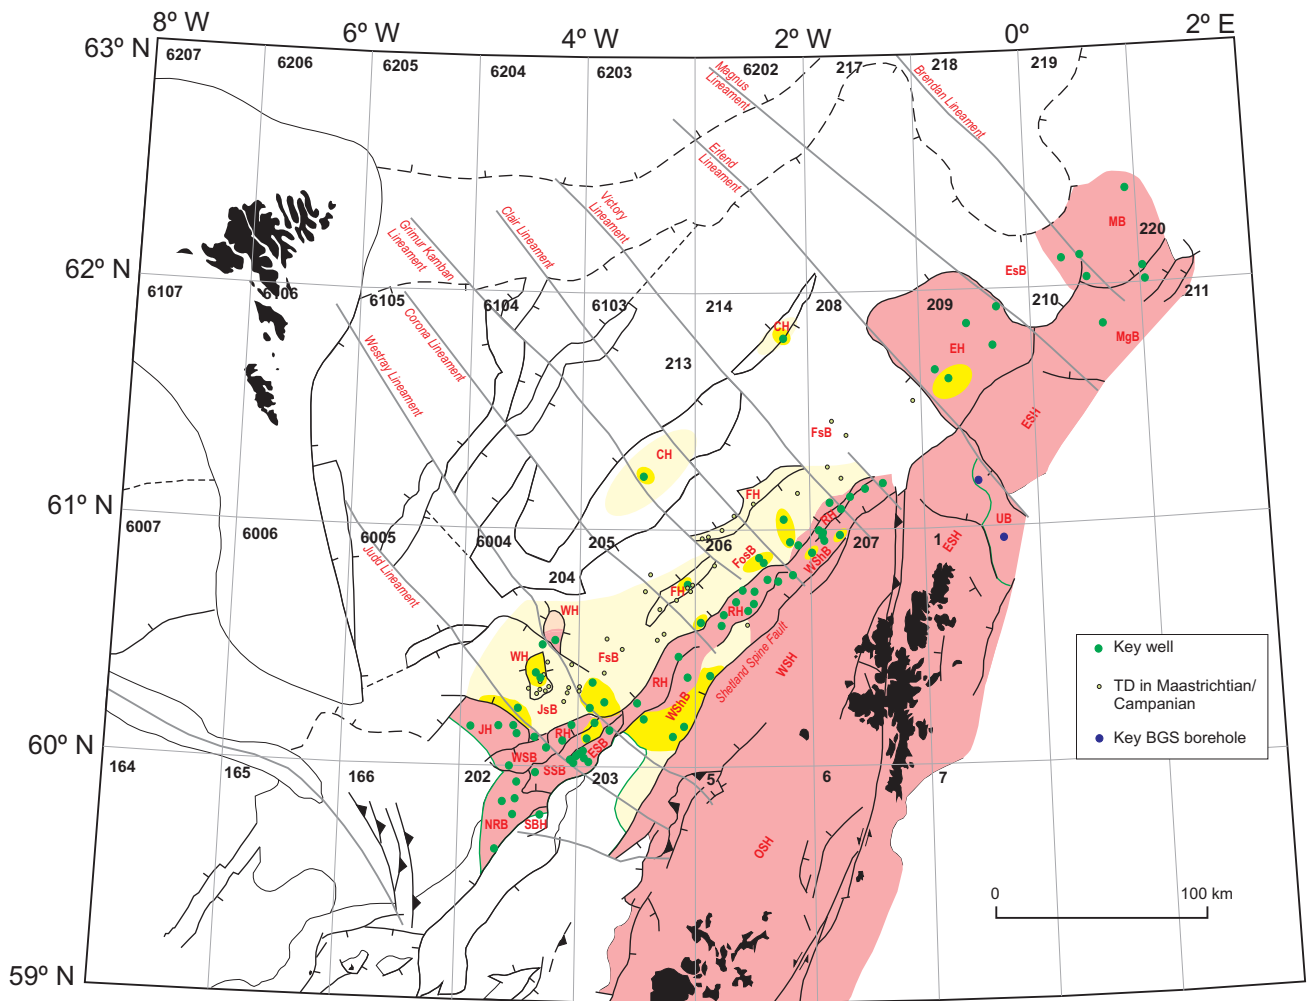 8º W
6º W
4º W
2º W
0º
2º E
63º N
6207
6206
6205
6204
6203
6202
217
218
219
Magnus
Lineament
Brendan Lineament
Erlend
Lineament
Victory
Lineament
Clair Lineament
Grimur Kamban
Lineament
MB
220
62º N
EsB
6107
6106
6105
6104
6103
214
208
209
210
211
Corona Lineament
Westray Lineament
CH
EH
MgB
213
ESH
FsB
CH
61º N
FH
RH
UB
6007
6006
6005
6004
205
206
207
1
ESH
FosB
WShB
Judd Lineament
204
FH
WH
RH
Key well
Shetland Spine Fault
WH
FsB
WSH
TD in Maastrichtian/
Campanian
RH
WShB
JsB
JH
RH
Key BGS borehole
60º N
ESB
WSB
SSB
164
165
166
202
203
5
6
7
NRB
SBH
OSH
0
100 km
59º N